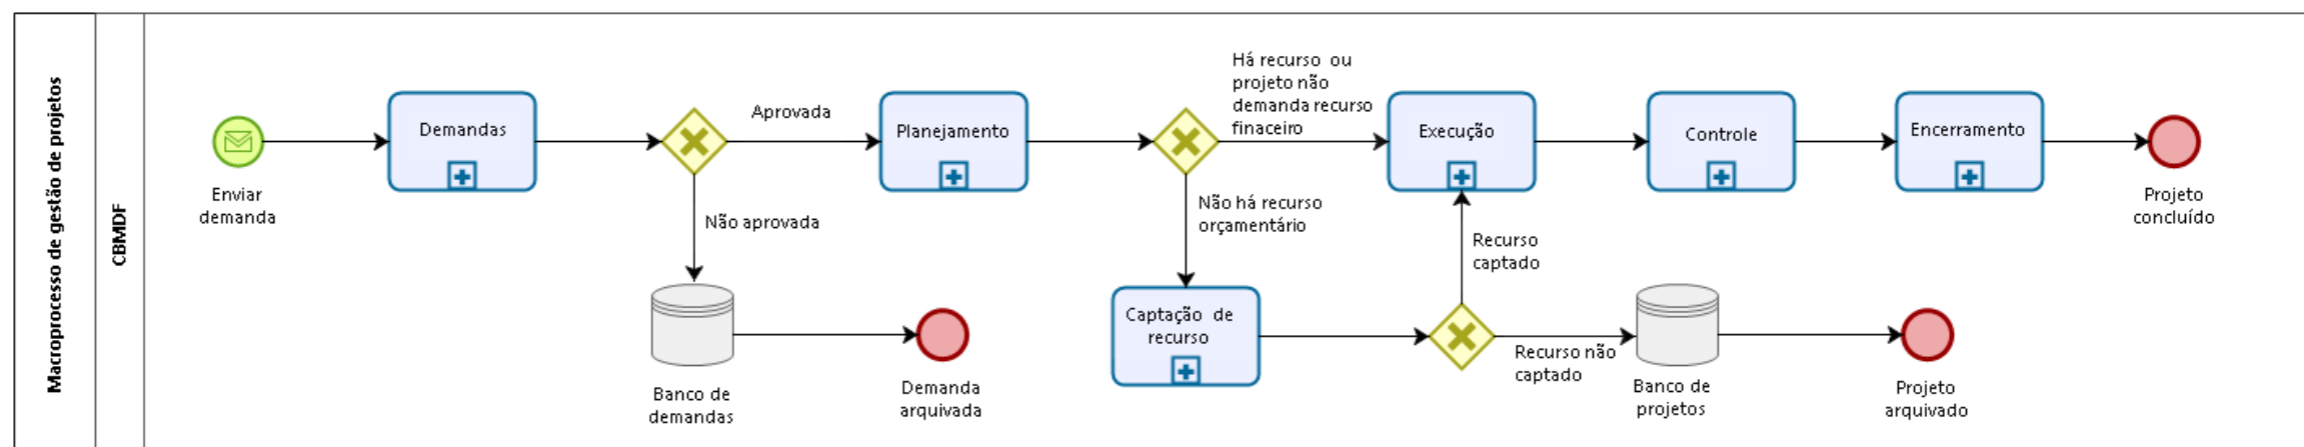 Macroprocesso de gestão de projetos
CBMDF
Enviar
demanda
Demandas
Aprovada
Não aprovada
Banco de
demandas
Demanda
arquivada
Planejamento
Há recurso ou
projeto não
demanda recurso
finaceiro
Não há recurso
orçamentário
Captação de
recurso
Execução
Recurso
captado
Recurso não
captado
Banco de
projetos
Projeto
arquivado
Controle
Encerramento
Projeto
concluído